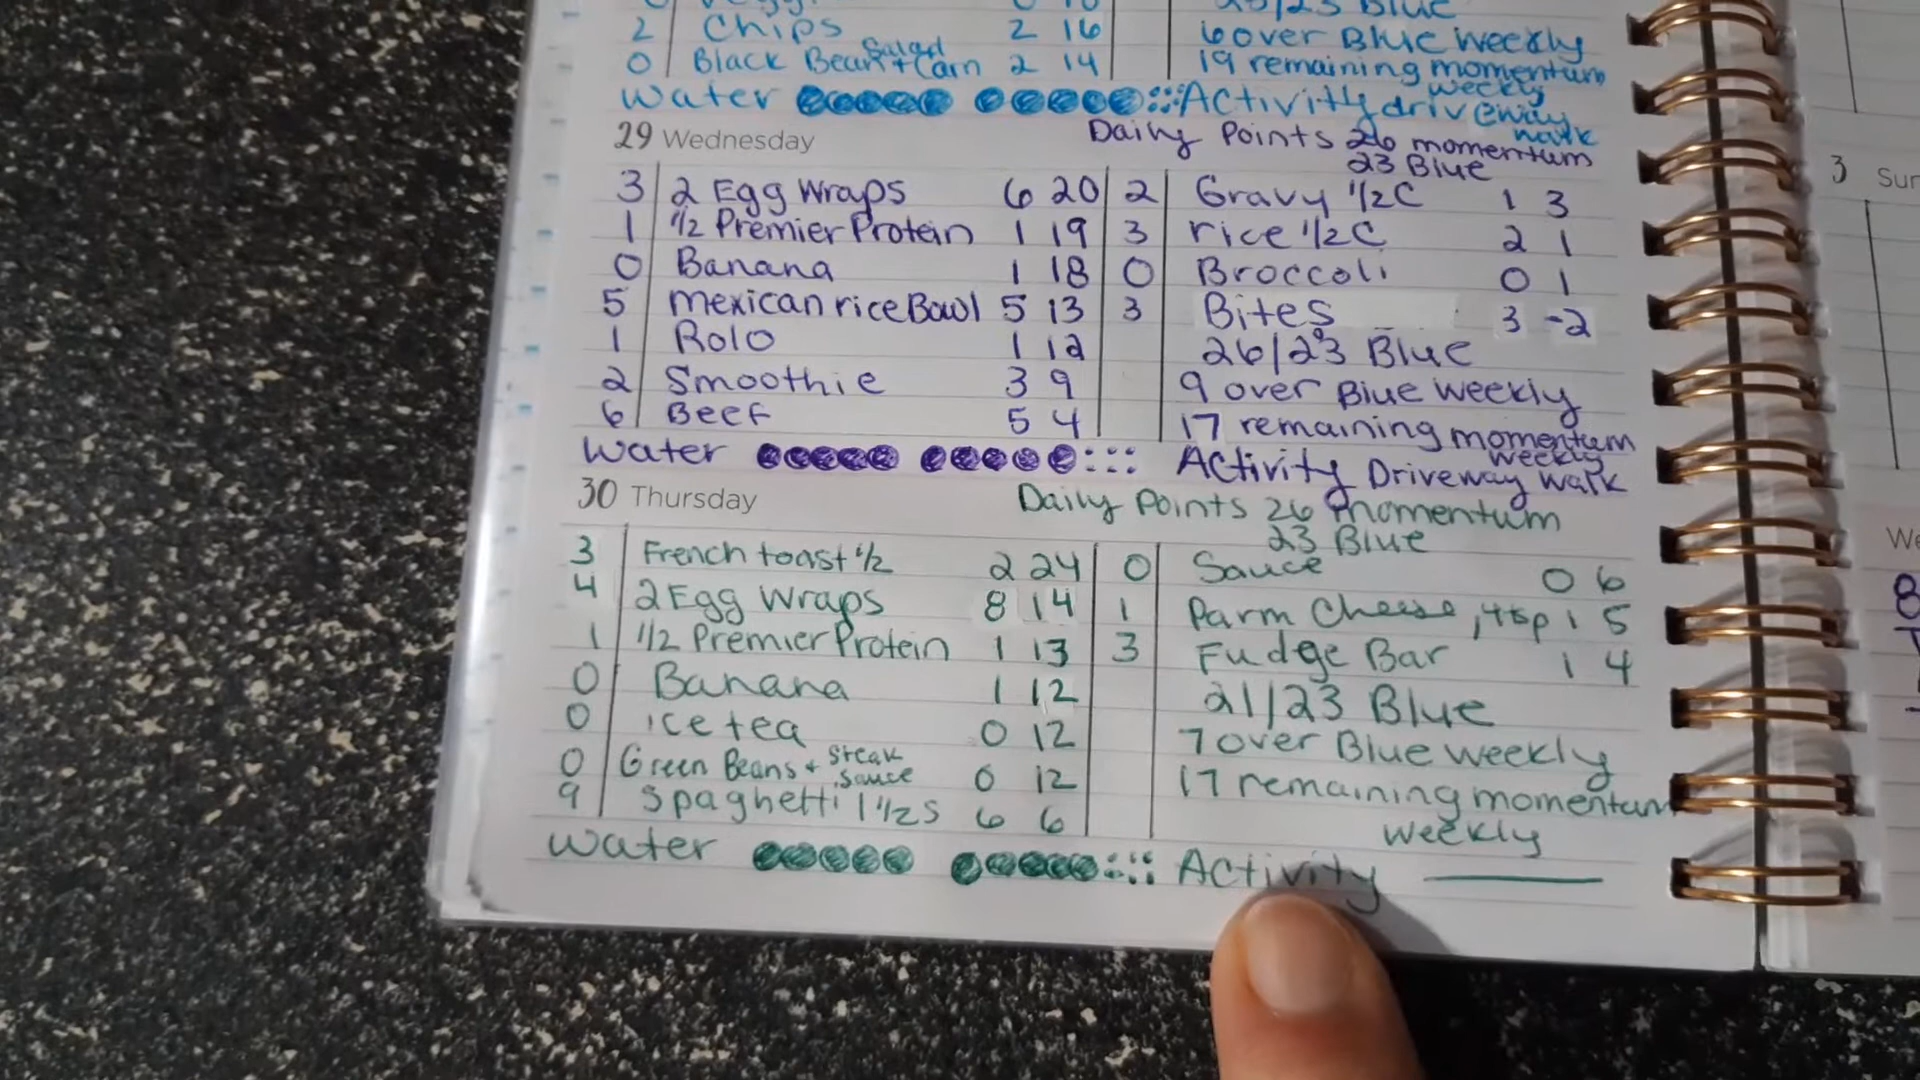 2 Chips 2 16
0 Black Bean + Corn Salad 2 14
25/23 Blue
6 over Blue weekly
19 remaining momentum weekly
Water Activity driveway walk
29 Wednesday Daily Points 26 momentum
23 Blue
3 2 Egg Wraps 6 20
1 1/2 Premier Protein 1 19
0 Banana 1 18
5 mexican rice Bowl 5 13
1 Rolo 1 12
2 Smoothie 3 9
6 Beef 5 4
2 Gravy 1/2 C 1 3
3 rice 1/2 C 2 1
0 Broccoli 0 1
3 Bites 3 -2
26/23 Blue
9 over Blue weekly
17 remaining momentum weekly
Water Activity Driveway walk
30 Thursday Daily Points 26 momentum
23 Blue
3 French toast 1/2 2 24
4 2 Egg Wraps 8 14
1 1/2 Premier Protein 1 13
0 Banana 1 12
0 ice tea 0 12
0 Green Beans + steak sauce 0 12
9 Spaghetti 1 1/2 s 6 6
0 Sauce 0 6
1 Parm Cheese, 4 tsp 1 5
3 Fudge Bar 1 4
21/23 Blue
7 over Blue weekly
17 remaining momentum
weekly
Water Activity
3 Sun
We
8